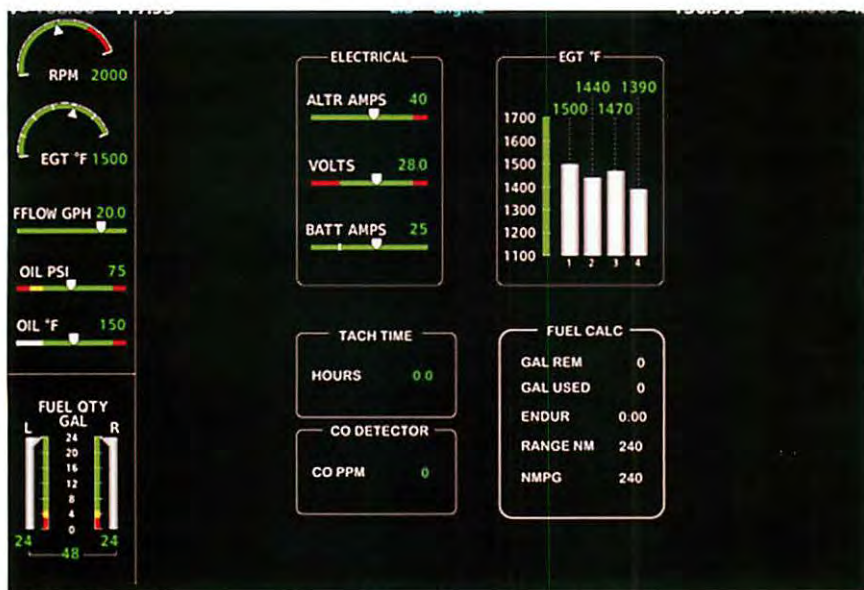 RPM 2000
EGT °F 1500
FFLOW GPH 20.0
OIL PSI 75
OIL °F 150
FUEL QTY
GAL
L R
24
20
16
12
8
4
0
24 24
48
ELECTRICAL
ALTR AMPS 40
VOLTS 28.0
BATT AMPS 25
EGT °F
1440 1390
1500 1470
1700
1600
1500
1400
1300
1200
1100
1 2 3 4
TACH TIME
HOURS 0.0
CO DETECTOR
CO PPM 0
FUEL CALC
GAL REM 0
GAL USED 0
ENDUR 0:00
RANGE NM 240
NMPG 240